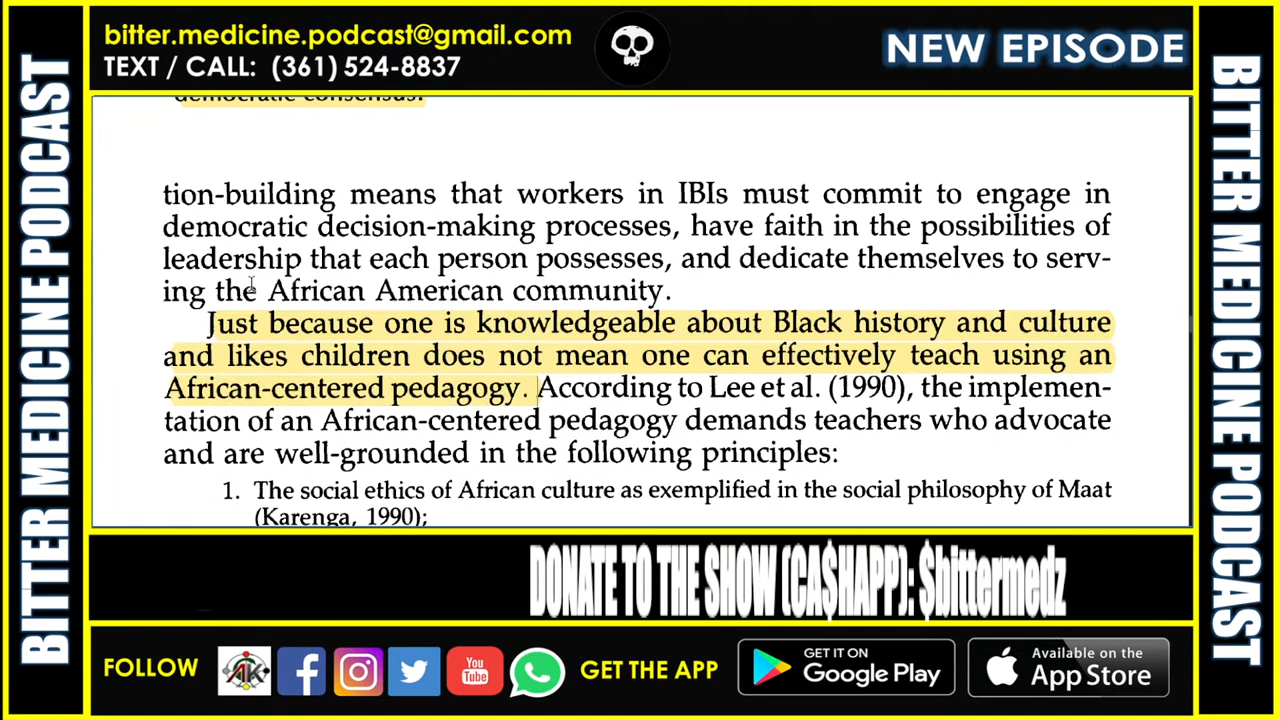 bitter.medicine.podcast@gmail.com
TEXT / CALL: (361) 524-8837
NEW EPISODE
BITTER MEDICINE PODCAST
democratic consensus.
tion-building means that workers in IBIs must commit to engage in
democratic decision-making processes, have faith in the possibilities of
leadership that each person possesses, and dedicate themselves to serv-
ing the African American community.
Just because one is knowledgeable about Black history and culture
and likes children does not mean one can effectively teach using an
African-centered pedagogy. According to Lee et al. (1990), the implemen-
tation of an African-centered pedagogy demands teachers who advocate
and are well-grounded in the following principles:
1. The social ethics of African culture as exemplified in the social philosophy of Maat
(Karenga, 1990);
BITTER MEDICINE PODCAST
DONATE TO THE SHOW (CA$HAPP): $bittermedz
FOLLOW
ATK
You
Tube
GET THE APP
GET IT ON
Google Play
Available on the
App Store